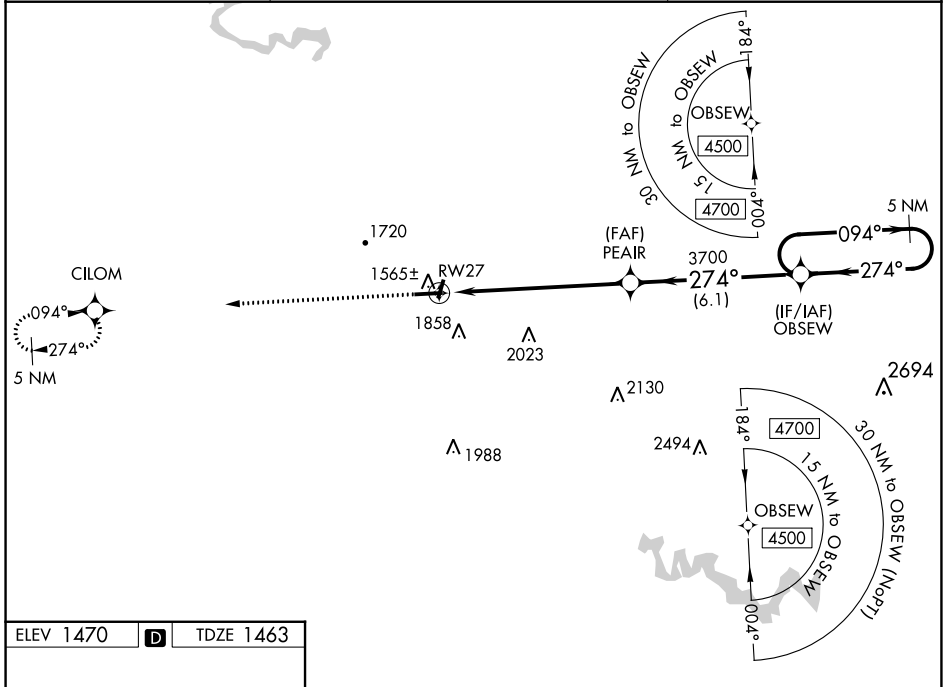 30 NM to OBSEW
15 NM to OBSEW
184°
OBSEW
4500
4700
004°
5 NM
094°
274°
(FAF)
PEAIR
3700
274°
(6.1)
(IF/IAF)
OBSEW
1720
1565±
RW27
CILOM
094°
274°
5 NM
1858
2023
2130
2694
1988
2494
184°
4700
30 NM to OBSEW (NoPT)
15 NM to OBSEW
OBSEW
4500
004°
ELEV 1470 D TDZE 1463